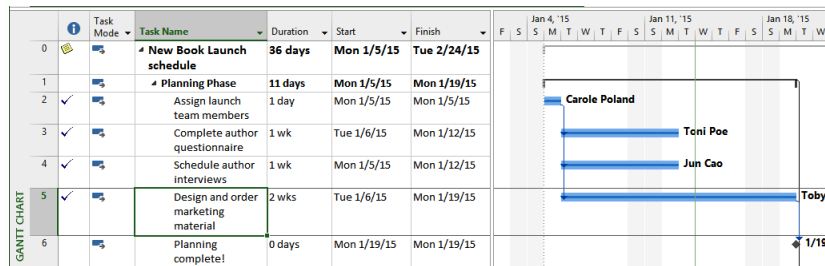 Jan 4, '15 Jan 11, '15 Jan 18, '15
Task Mode Task Name Duration Start Finish F S S M T W T F S S M T W T F S S M T W
0 New Book Launch schedule 36 days Mon 1/5/15 Tue 2/24/15
1 Planning Phase 11 days Mon 1/5/15 Mon 1/19/15
2 Assign launch team members 1 day Mon 1/5/15 Mon 1/5/15 Carole Poland
3 Complete author questionnaire 1 wk Tue 1/6/15 Mon 1/12/15 Toni Poe
4 Schedule author interviews 1 wk Mon 1/5/15 Mon 1/12/15 Jun Cao
5 Design and order marketing material 2 wks Tue 1/6/15 Mon 1/19/15 Toby
6 Planning complete! 0 days Mon 1/19/15 Mon 1/19/15 1/19
GANTT CHART